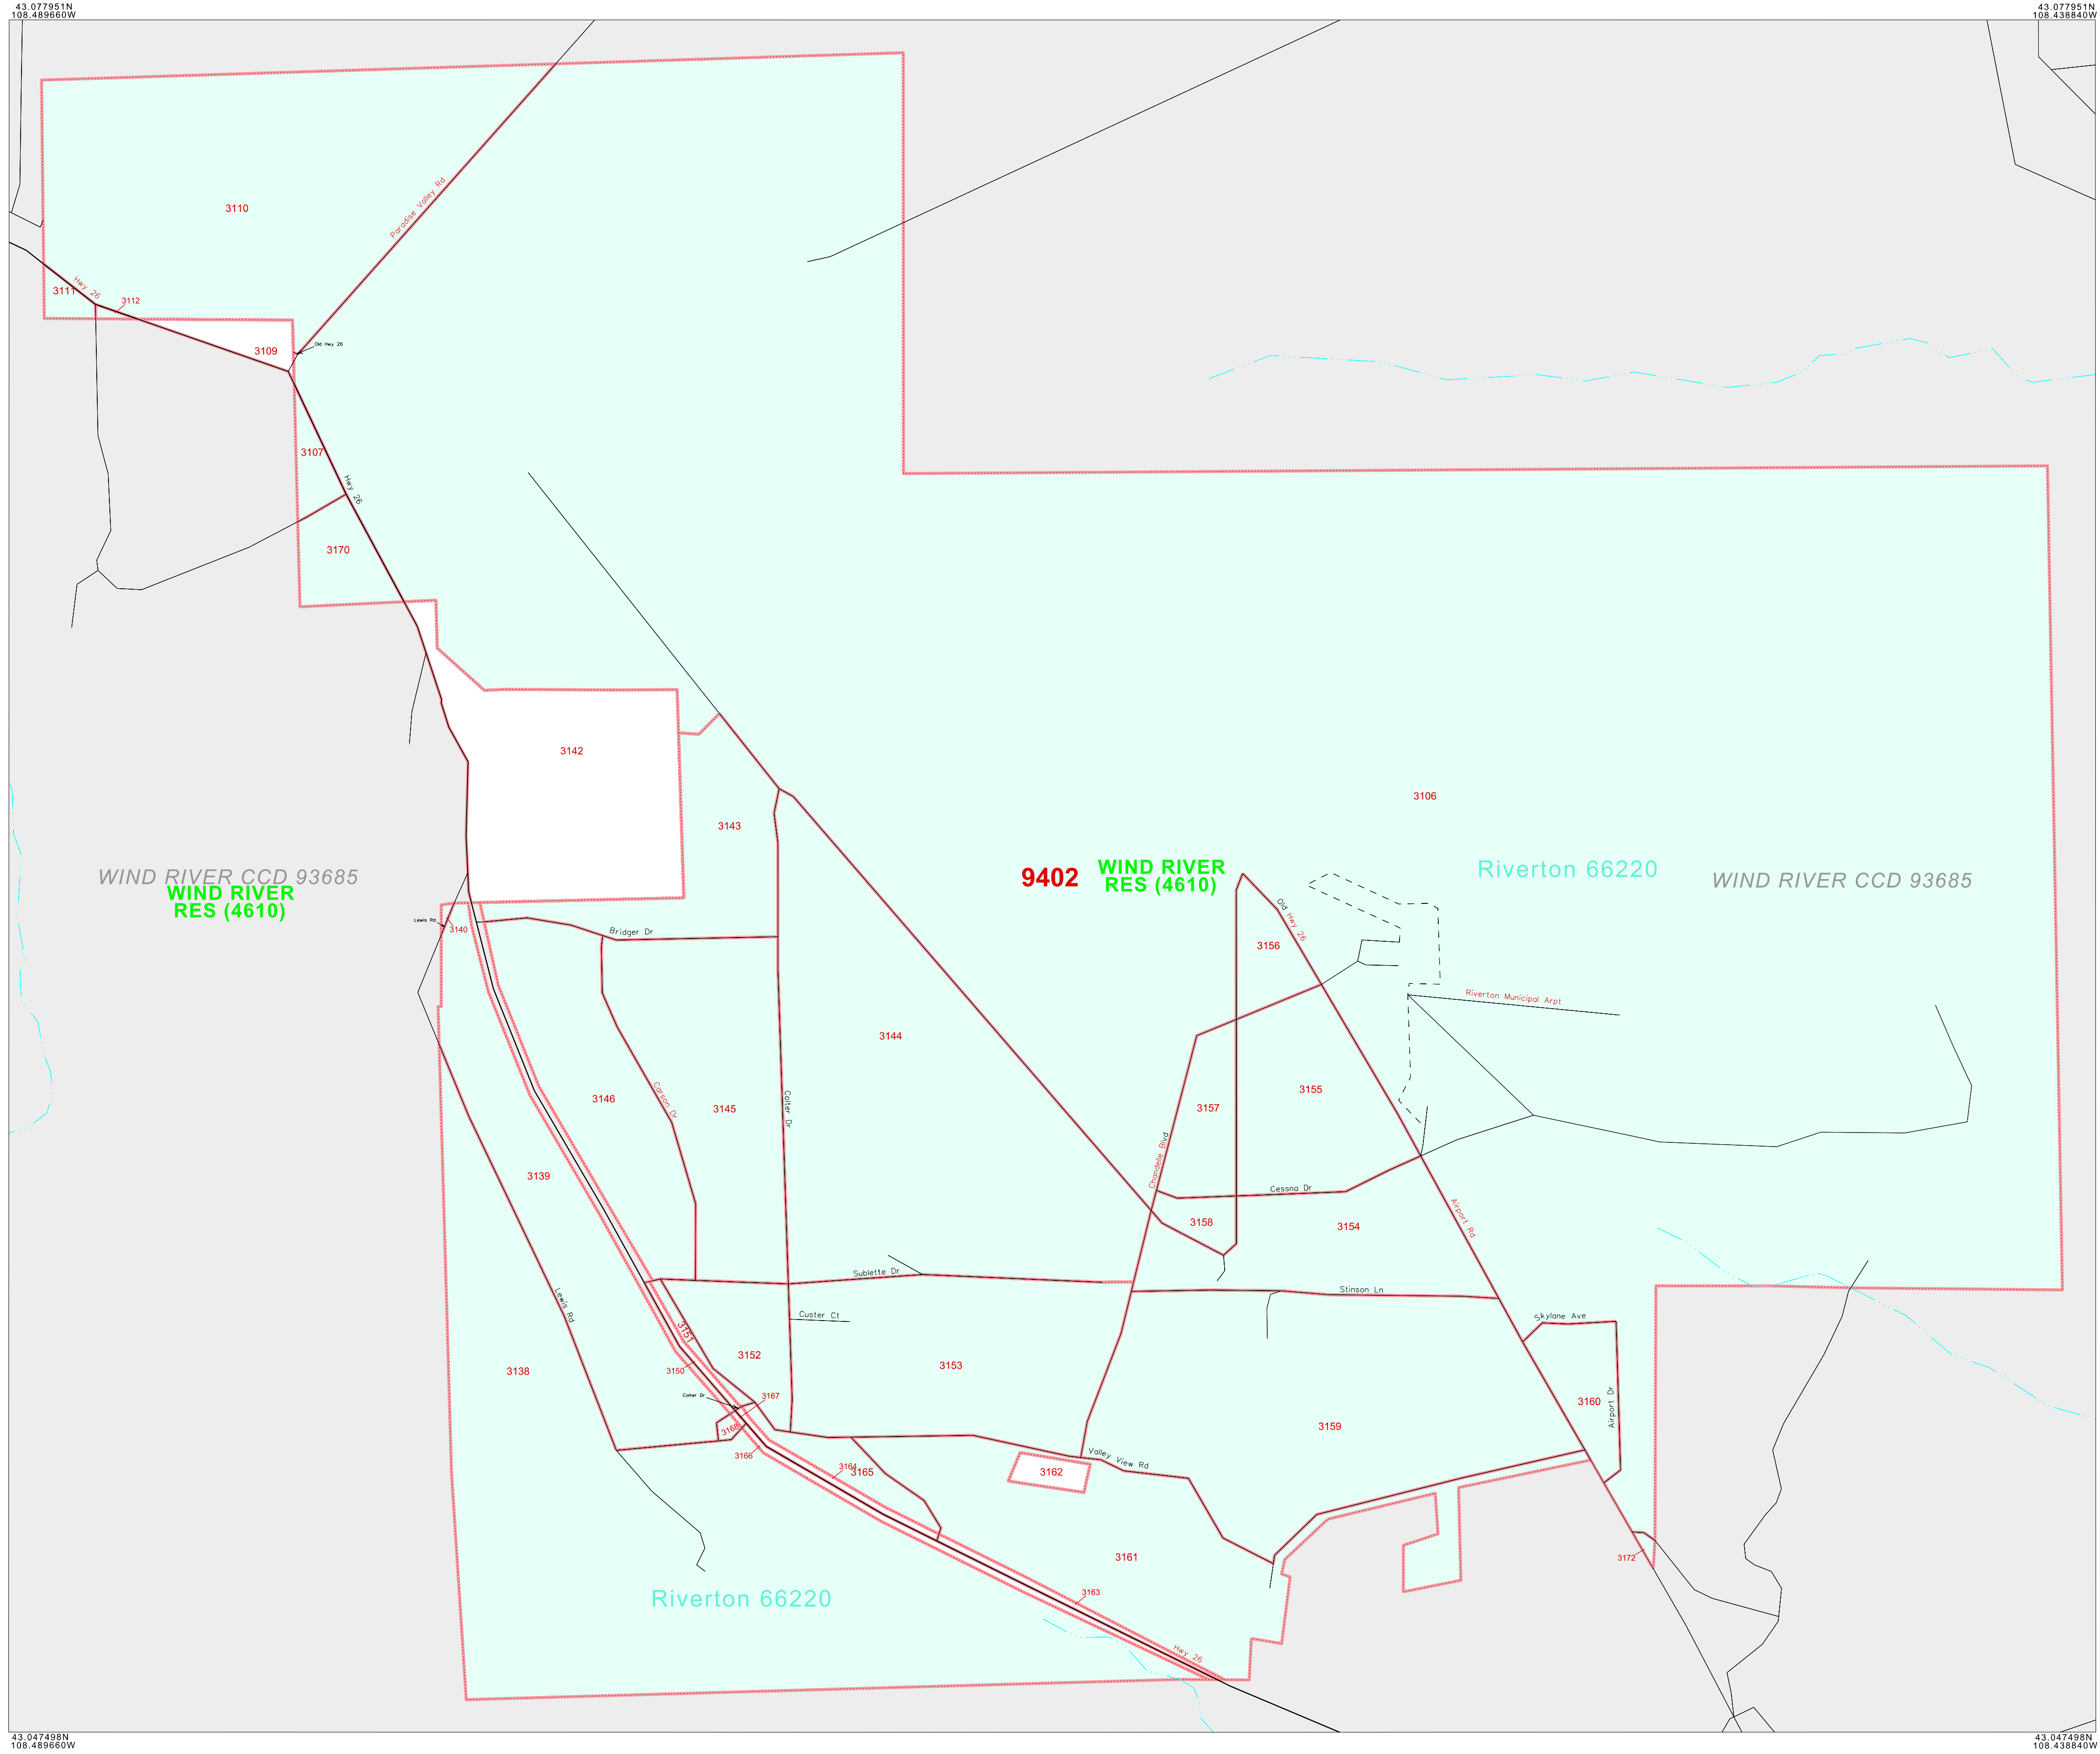 43.077951N
108.489660W
43.077951N
108.438840W
3110
Paradise Valley Rd
3111
Hwy 26
3112
3109
Old Hwy 26
3107
Hwy 26
3170
3142
3143
3106
WIND RIVER CCD 93685
WIND RIVER
RES (4610)
9402
WIND RIVER
RES (4610)
Riverton 66220
WIND RIVER CCD 93685
Lewis Rd
3140
Bridger Dr
Old Hwy 26
3156
Riverton Municipal Arpt
3144
3146
Carson Dr
3145
Colter Dr
3157
3155
Chandelle Blvd
3139
Cessna Dr
3158
3154
Airport Rd
Sublette Dr
Stinson Ln
Lewis Rd
Custer Ct
Skylane Ave
3151
3152
3150
3153
3138
Colter Dr
3167
3168
3166
3160
Airport Dr
3159
Valley View Rd
3164
3165
3162
3161
3172
Riverton 66220
3163
Hwy 26
43.047498N
108.489660W
43.047498N
108.438840W